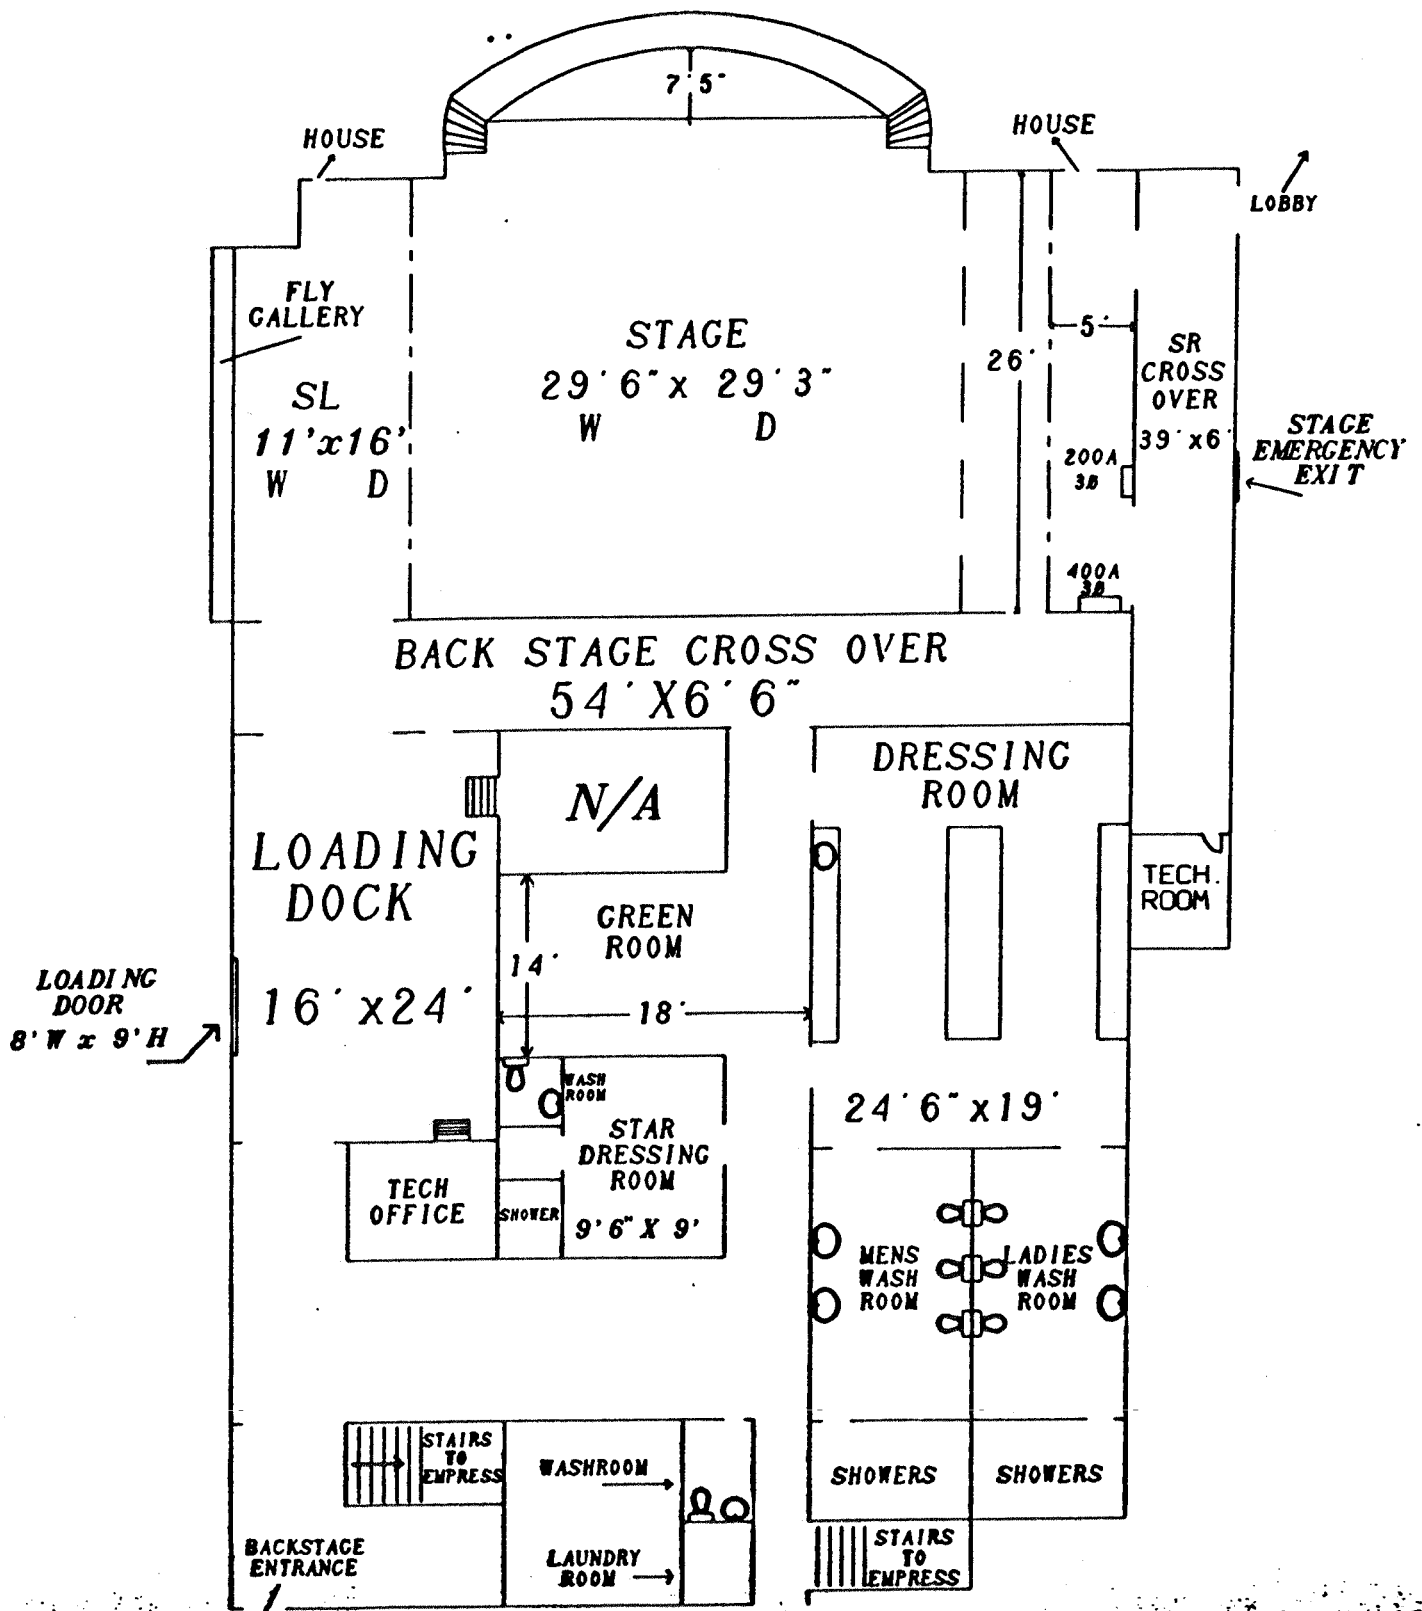 7'5"
HOUSE
HOUSE
LOBBY
FLY
GALLERY
STAGE
29'6" x 29'3"
W D
SL
11'x16'
W D
26'
5'
SR
CROSS
OVER
39'x6'
STAGE
EMERGENCY
EXIT
200A
3Ø
400A
3Ø
BACK STAGE CROSS OVER
54'X6'6"
N/A
DRESSING
ROOM
LOADING
DOCK
16'x24'
GREEN
ROOM
14'
18'
TECH.
ROOM
LOADING
DOOR
8'W x 9'H
WASH
ROOM
24'6"x19'
STAR
DRESSING
ROOM
9'6" X 9'
TECH
OFFICE
SHOWER
MENS
WASH
ROOM
LADIES
WASH
ROOM
STAIRS
TO
EMPRESS
WASHROOM
SHOWERS
SHOWERS
BACKSTAGE
ENTRANCE
LAUNDRY
ROOM
STAIRS
TO
EMPRESS